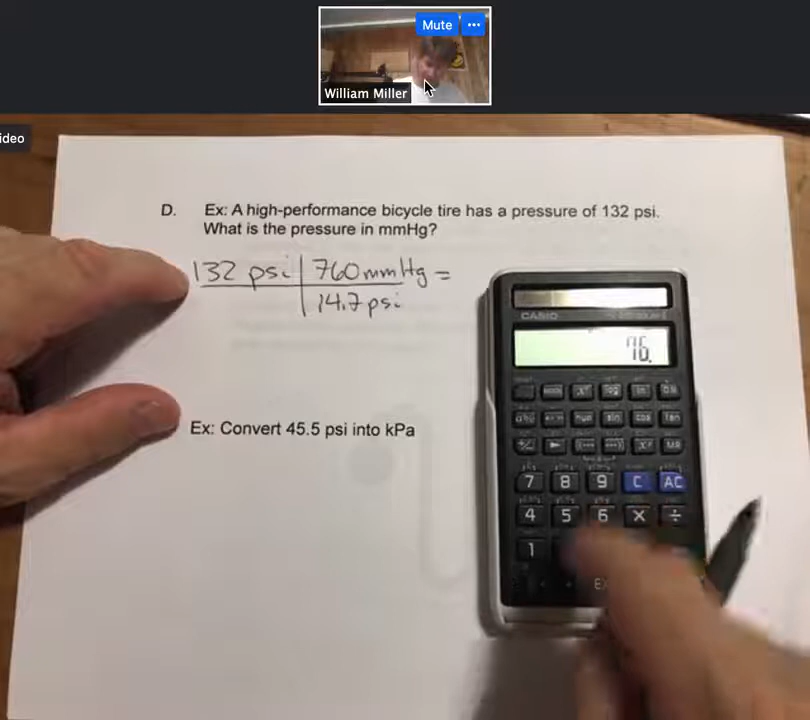 Mute
William Miller
ideo
D. Ex: A high-performance bicycle tire has a pressure of 132 psi.
What is the pressure in mmHg?
132 psi | 760 mmHg =
14.7 psi
CASIO
76.
Ex: Convert 45.5 psi into kPa
7 8 9 C AC
4 5 6 X ÷
1